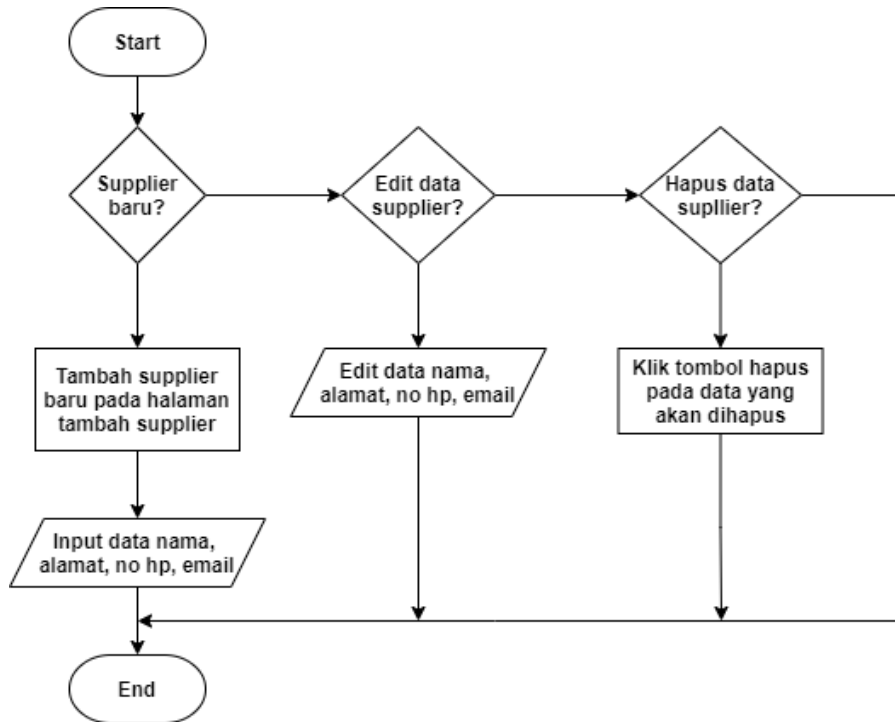 Start
Supplier
baru?
Edit data
supplier?
Hapus data
supllier?
Tambah supplier
baru pada halaman
tambah supplier
Edit data nama,
alamat, no hp, email
Klik tombol hapus
pada data yang
akan dihapus
Input data nama,
alamat, no hp, email
End